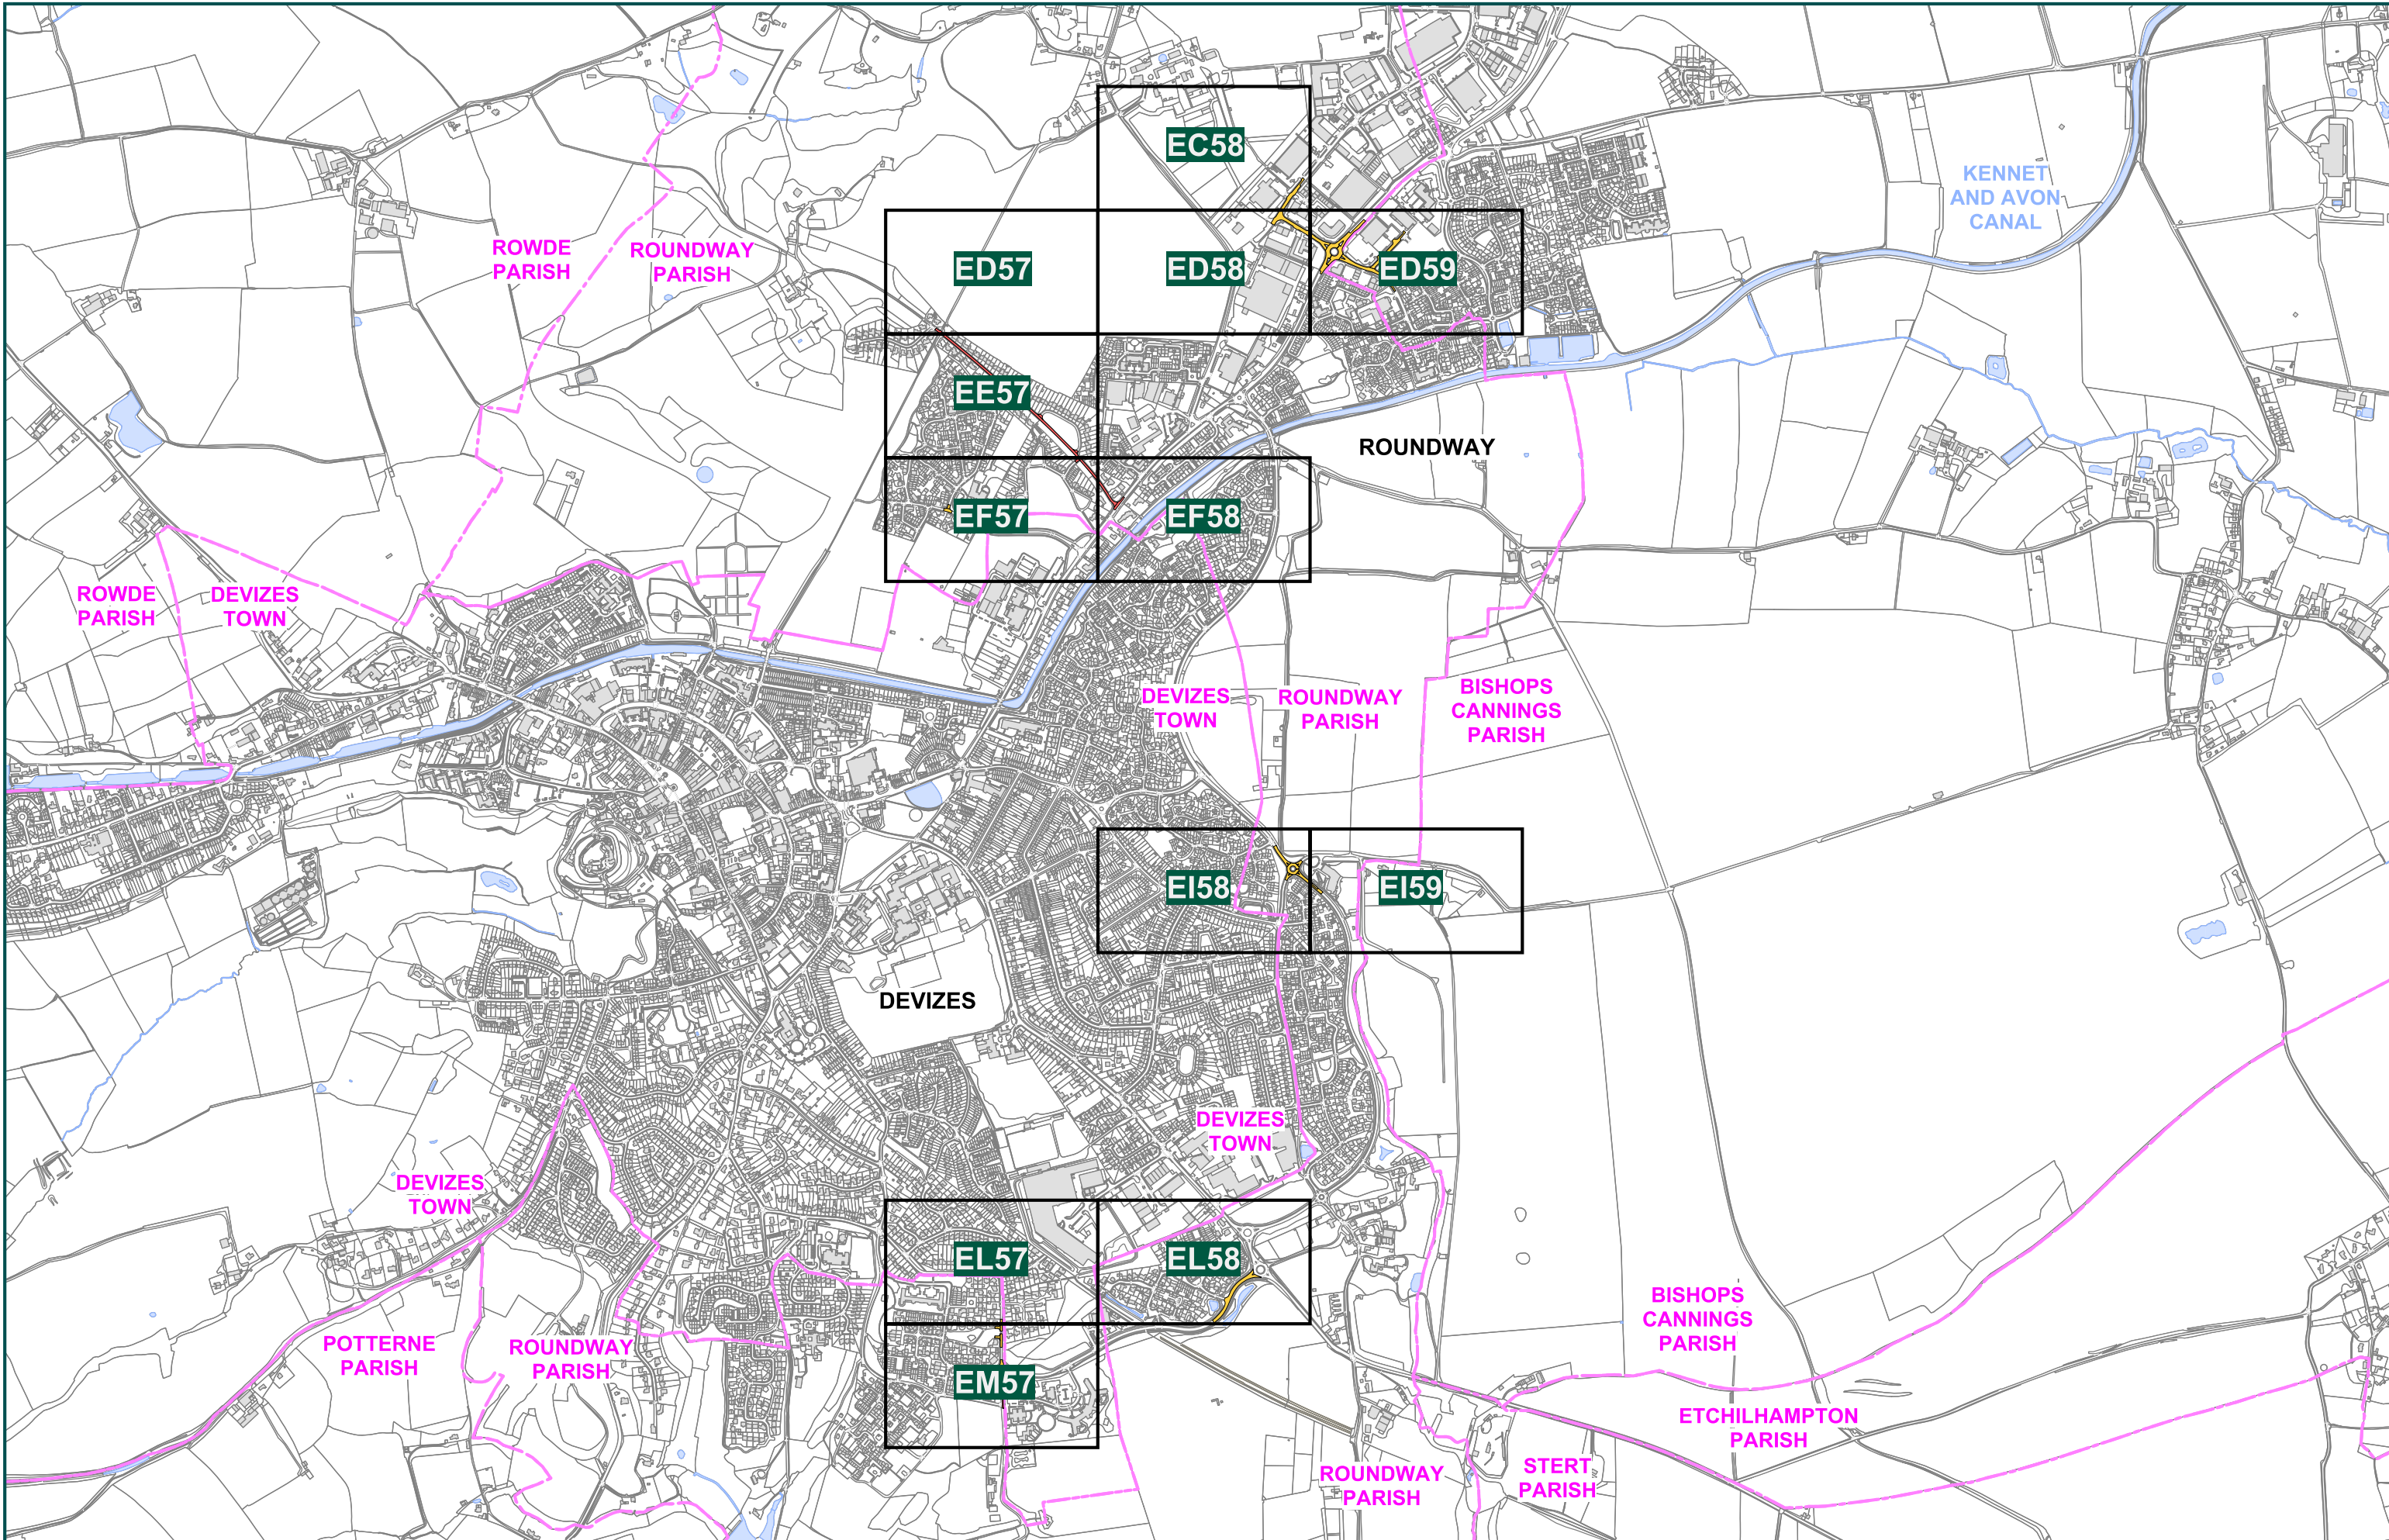 EC58
KENNET
AND AVON
CANAL
ROWDE
PARISH
ROUNDWAY
PARISH
ED57
ED58
ED59
EE57
ROUNDWAY
EF57
EF58
ROWDE
PARISH
DEVIZES
TOWN
DEVIZES
TOWN
ROUNDWAY
PARISH
BISHOPS
CANNINGS
PARISH
EI58
EI59
DEVIZES
DEVIZES
TOWN
DEVIZES
TOWN
EL57
EL58
BISHOPS
CANNINGS
PARISH
POTTERNE
PARISH
ROUNDWAY
PARISH
EM57
ETCHILHAMPTON
PARISH
ROUNDWAY
PARISH
STERT
PARISH